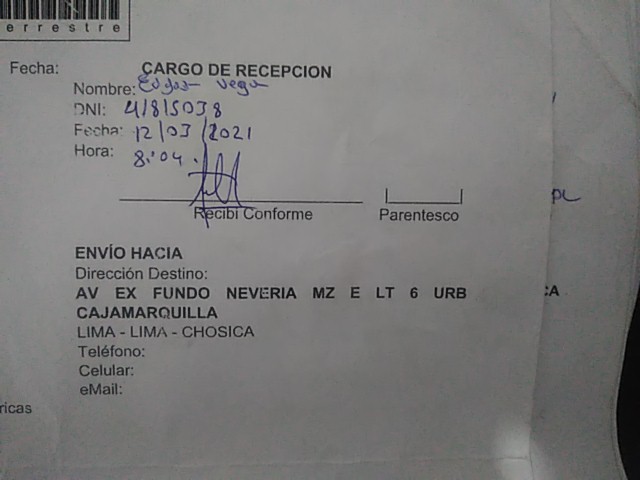 errestre
Fecha:
CARGO DE RECEPCION
Nombre: Edgar Vega
DNI: 41815038
Fecha: 12/03/2021
Hora: 8:04
Recibí Conforme
Parentesco
ENVÍO HACIA
Dirección Destino:
AV EX FUNDO NEVERIA MZ E LT 6 URB
CAJAMARQUILLA
LIMA - LIMA - CHOSICA
Teléfono:
Celular:
eMail:
ricas
CA